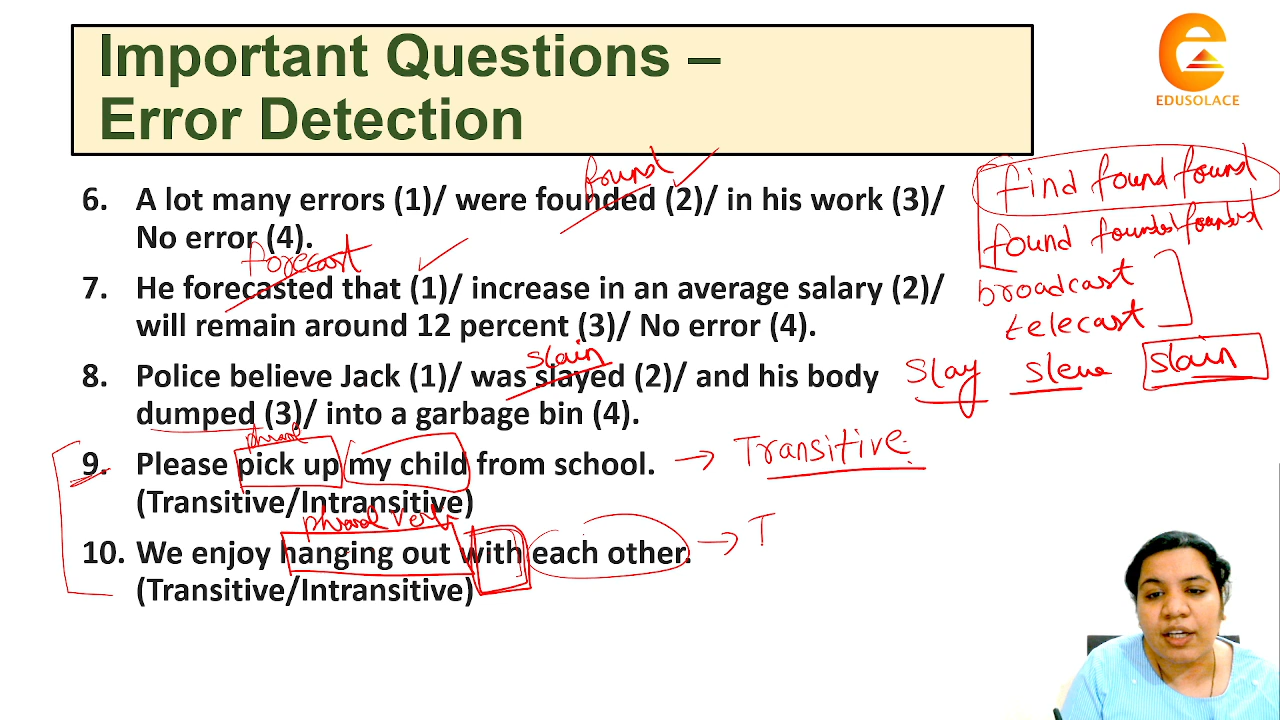 Important Questions –
Error Detection
EDUSOLACE
found
6. A lot many errors (1)/ were founded (2)/ in his work (3)/
No error (4).
find found found
found founded founded
forecast
7. He forecasted that (1)/ increase in an average salary (2)/
will remain around 12 percent (3)/ No error (4).
broadcast
telecast
slain
8. Police believe Jack (1)/ was slayed (2)/ and his body
dumped (3)/ into a garbage bin (4).
Slay slew slain
phrasal
9. Please pick up my child from school. → Transitive
(Transitive/Intransitive)
phrasal verb
10. We enjoy hanging out with each other. → T
(Transitive/Intransitive)